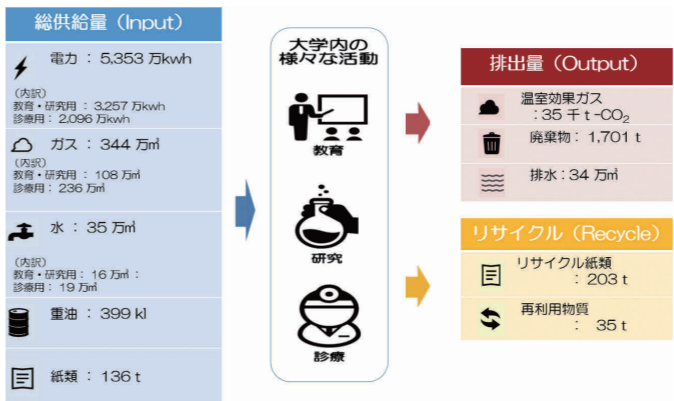 総供給量（Input）
電力 ： 5,353 万kwh
（内訳）
教育・研究用 ： 3,257 万kwh
診療用 ： 2,096 万kwh
ガス ： 344 万㎥
（内訳）
教育・研究用 ： 108 万㎥
診療用 ： 236 万㎥
水 ： 35 万㎥
（内訳）
教育・研究用 ： 16 万㎥ ：
診療用 ： 19 万㎥
重油 ： 399 kl
紙類 ： 136 t
大学内の
様々な活動
教育
研究
診療
排出量（Output）
温室効果ガス
：35 千 t -CO₂
廃棄物： 1,701 t
排水：34 万㎥
リサイクル（Recycle）
リサイクル紙類
： 203 t
再利用物質
： 35 t